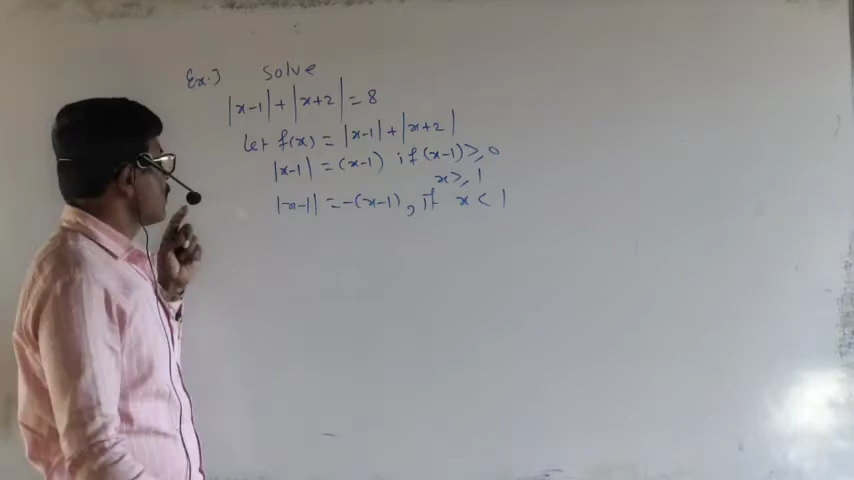 Ex.) Solve
|x-1| + |x+2| = 8
Let f(x) = |x-1| + |x+2|
|x-1| = (x-1) if (x-1) ⩾ 0
x ⩾ 1
|x-1| = -(x-1), if x < 1